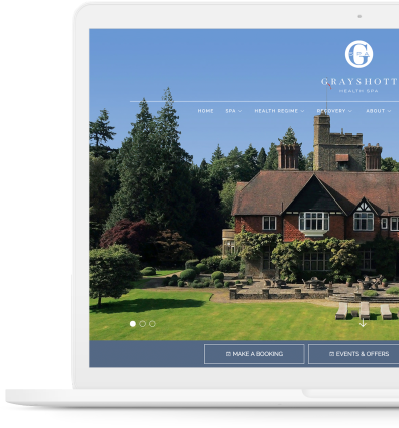 G
GRAYSHOTT
HEALTH SPA
HOME SPA HEALTH REGIME RECOVERY ABOUT
MAKE A BOOKING EVENTS & OFFERS